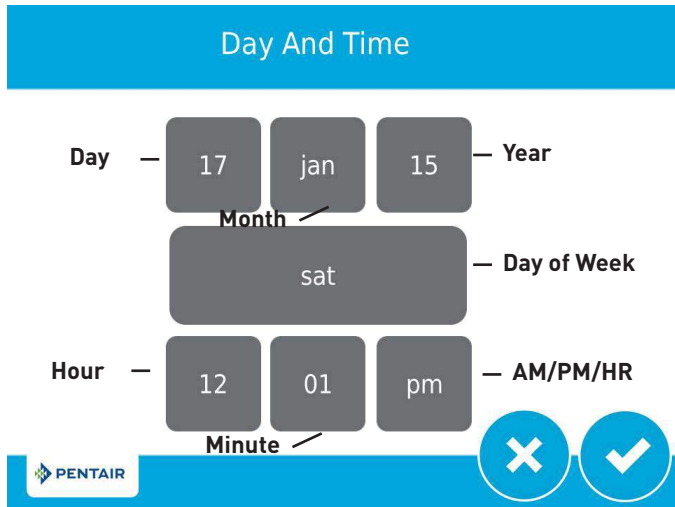 Day And Time
Day 17 jan 15 Year
Month
sat Day of Week
Hour 12 01 pm AM/PM/HR
Minute
PENTAIR